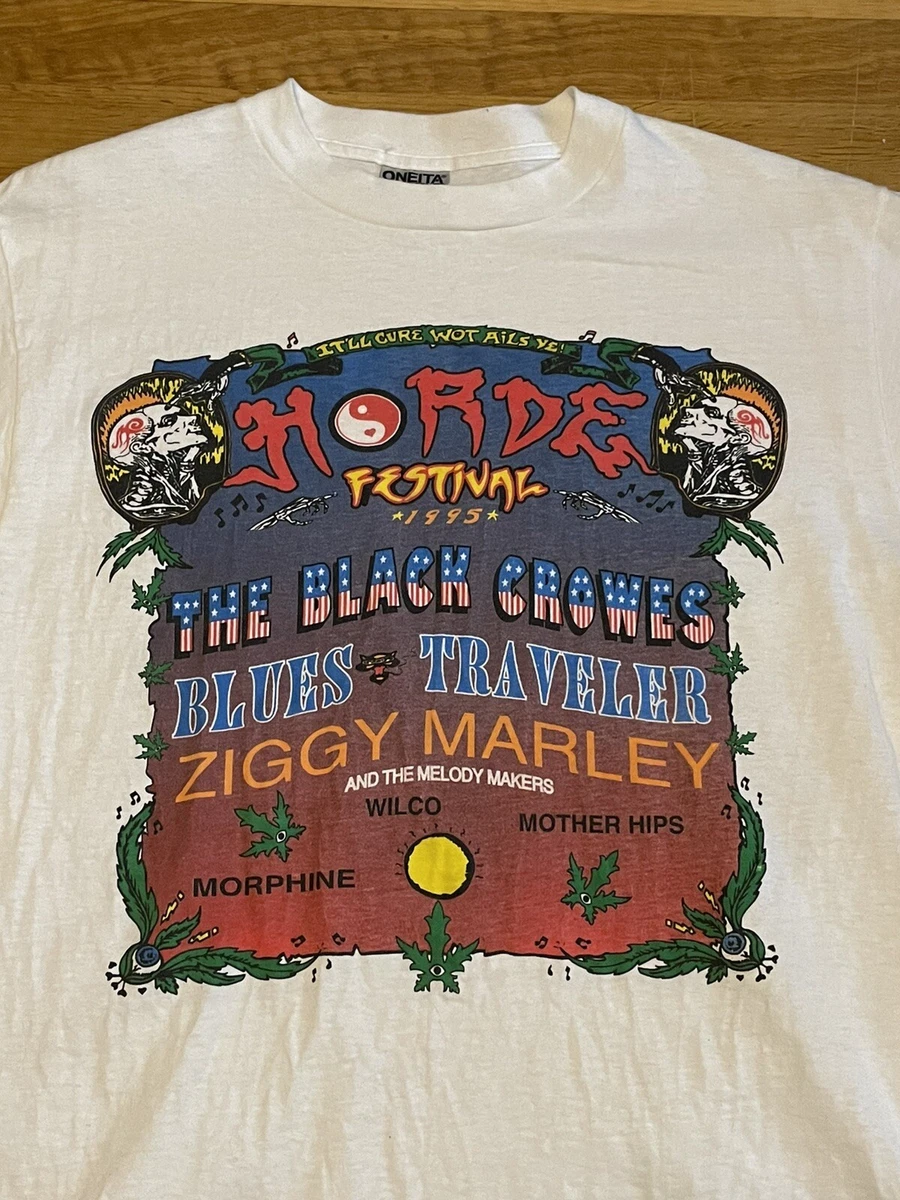 ONEITA
IT'LL CURE WOT AILS YE!
HORDE
FESTIVAL
*1995*
THE BLACK CROWES
BLUES TRAVELER
ZIGGY MARLEY
AND THE MELODY MAKERS
WILCO
MOTHER HIPS
MORPHINE